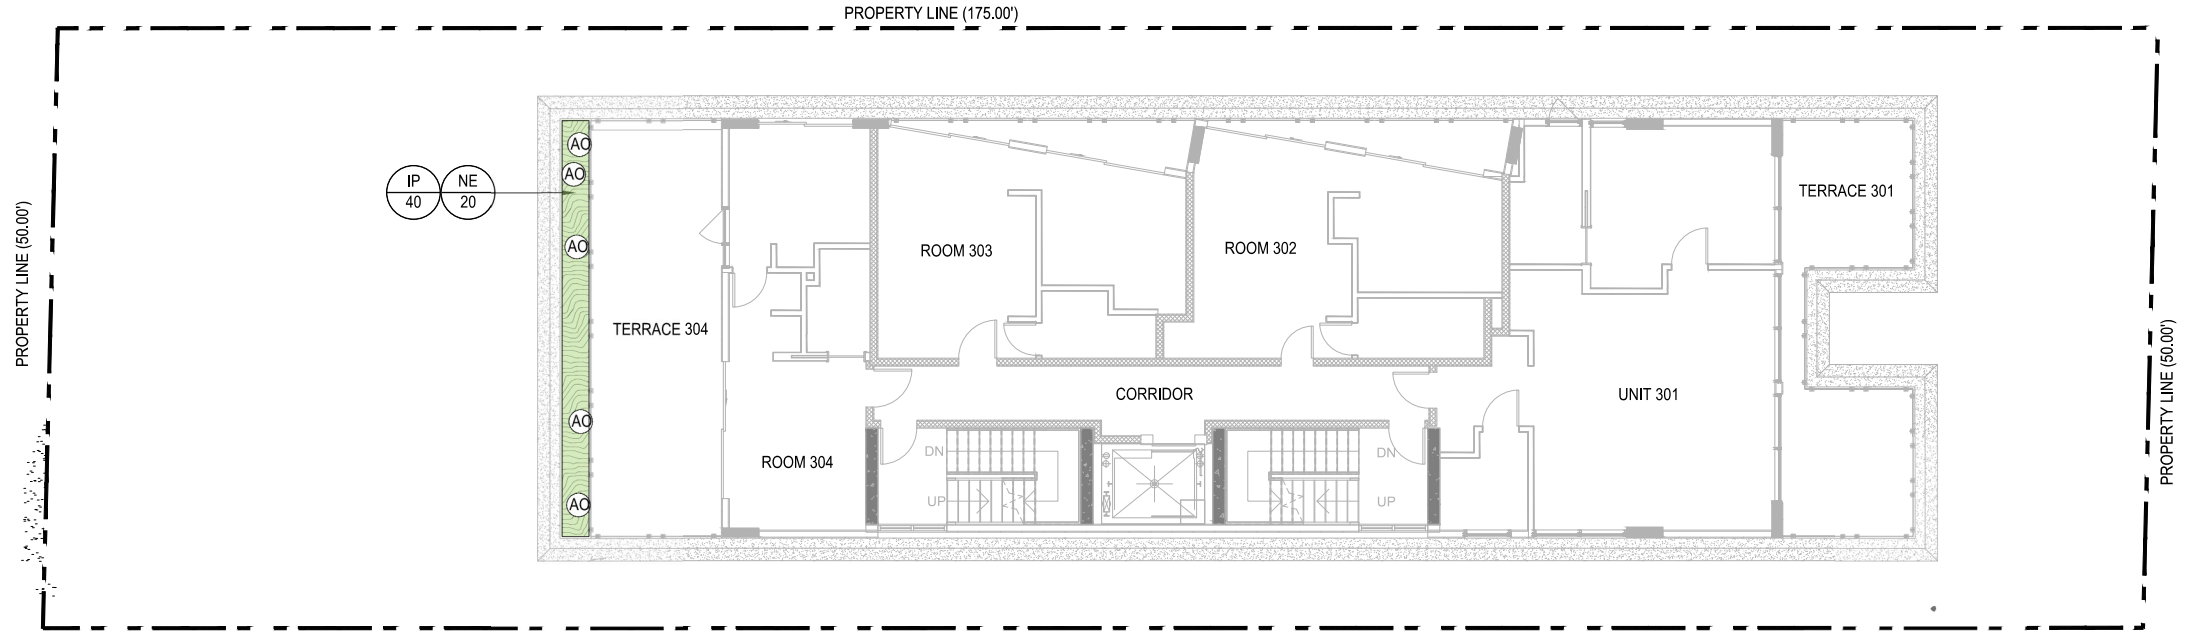 PROPERTY LINE (175.00')
AO
AO
IP
40
NE
20
TERRACE 301
PROPERTY LINE (50.00')
AO
ROOM 303
ROOM 302
TERRACE 304
PROPERTY LINE (50.00')
CORRIDOR
UNIT 301
AO
ROOM 304
DN
DN
UP
UP
AO